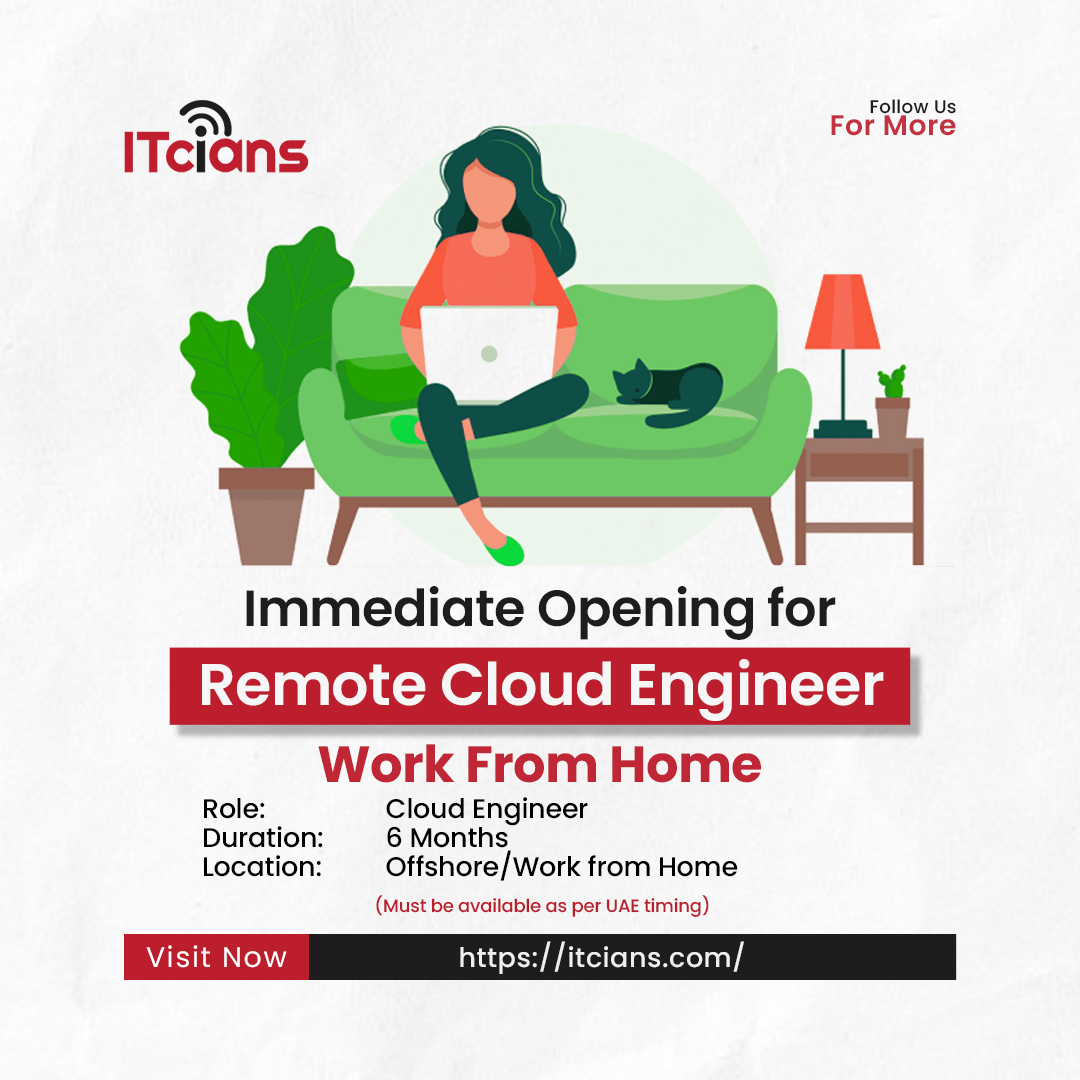 ITcians
Follow Us
For More
Immediate Opening for
Remote Cloud Engineer
Work From Home
Role: Cloud Engineer
Duration: 6 Months
Location: Offshore/Work from Home
(Must be available as per UAE timing)
Visit Now https://itcians.com/